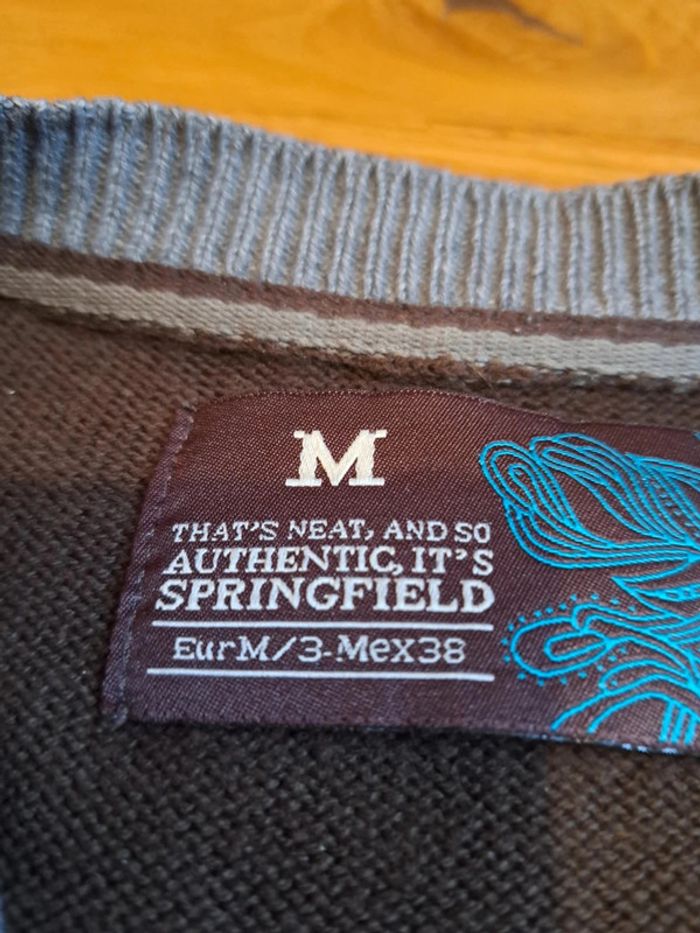 M
THAT'S NEAT, AND SO
AUTHENTIC, IT'S
SPRINGFIELD
EurM/3-Mex38